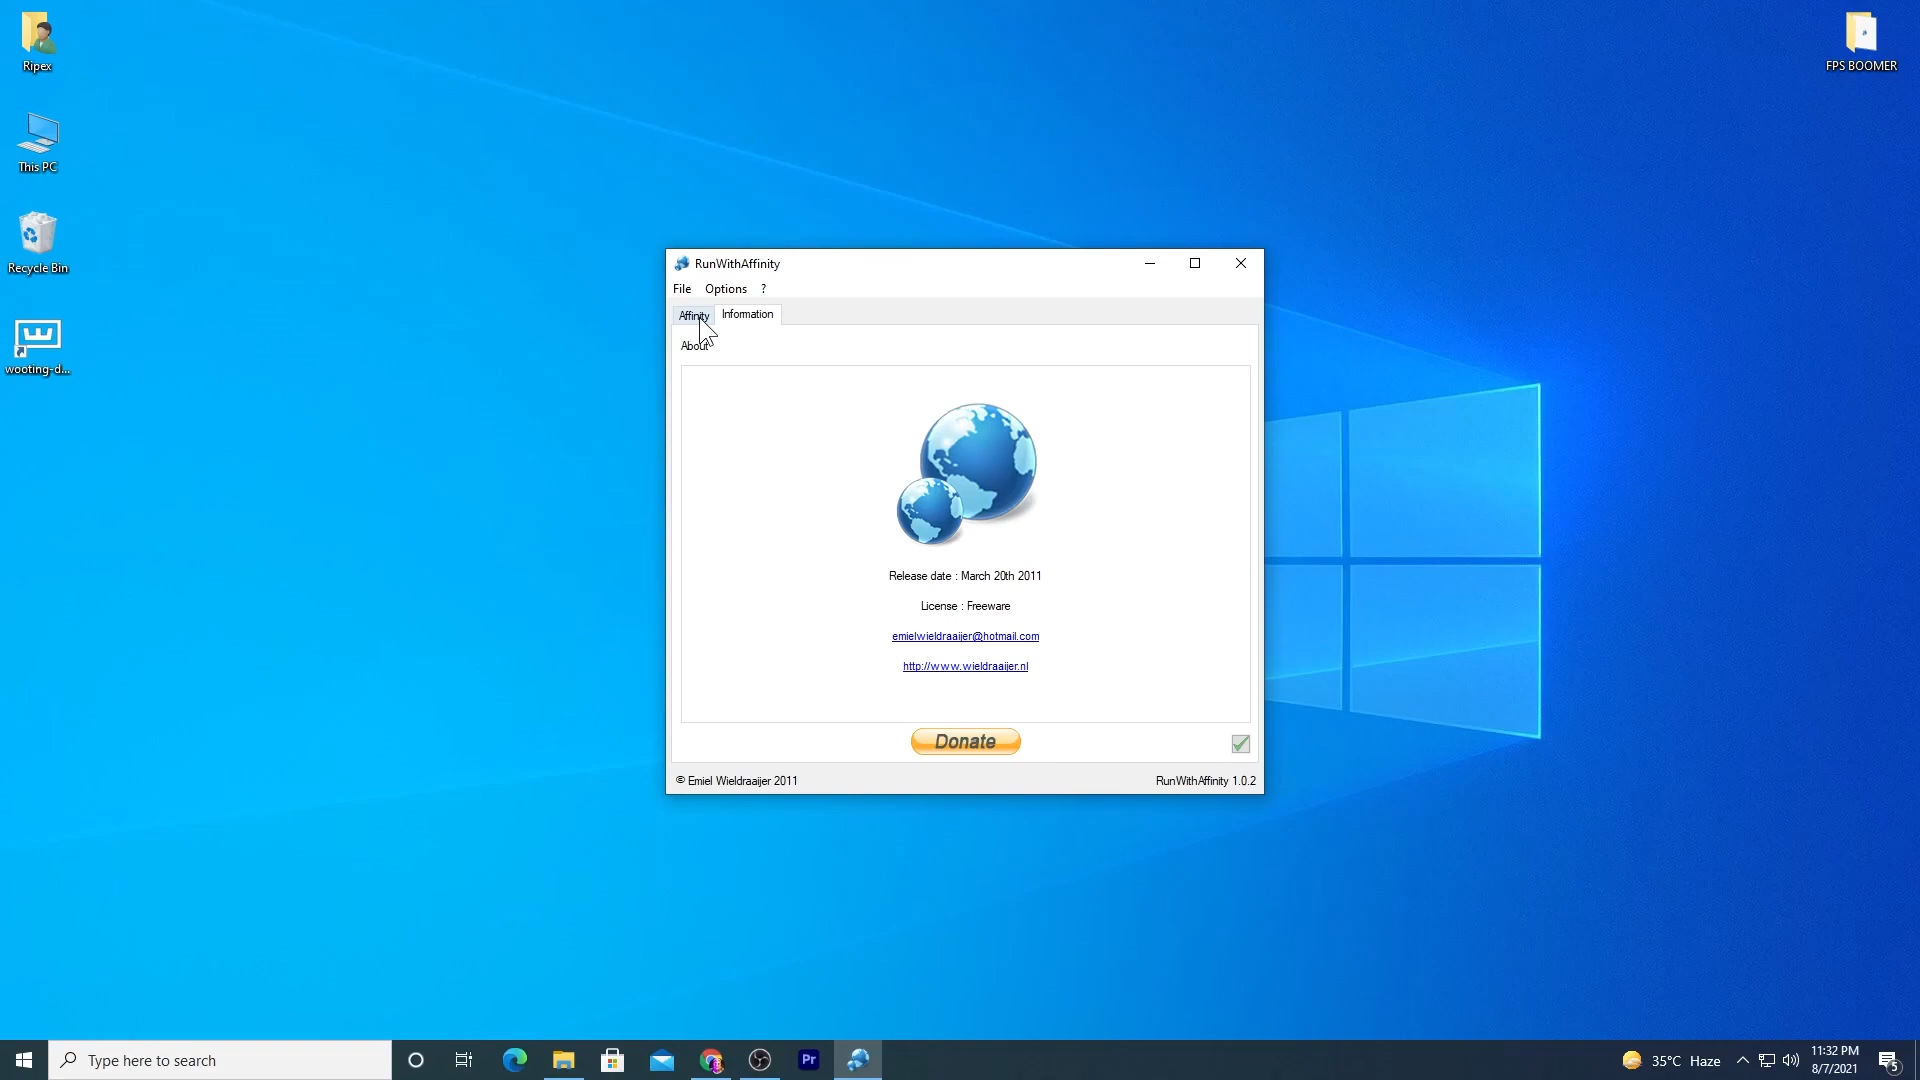 Ripex
This PC
Recycle Bin
wooting-d...
FPS BOOMER
RunWithAffinity
File Options ?
Affinity Information
About
Release date : March 20th 2011
License : Freeware
emielwieldraaijer@hotmail.com
http://www.wieldraaijer.nl
Donate
© Emiel Wieldraaijer 2011
RunWithAffinity 1.0.2
Type here to search
Pr
35°C Haze
11:32 PM
8/7/2021
5